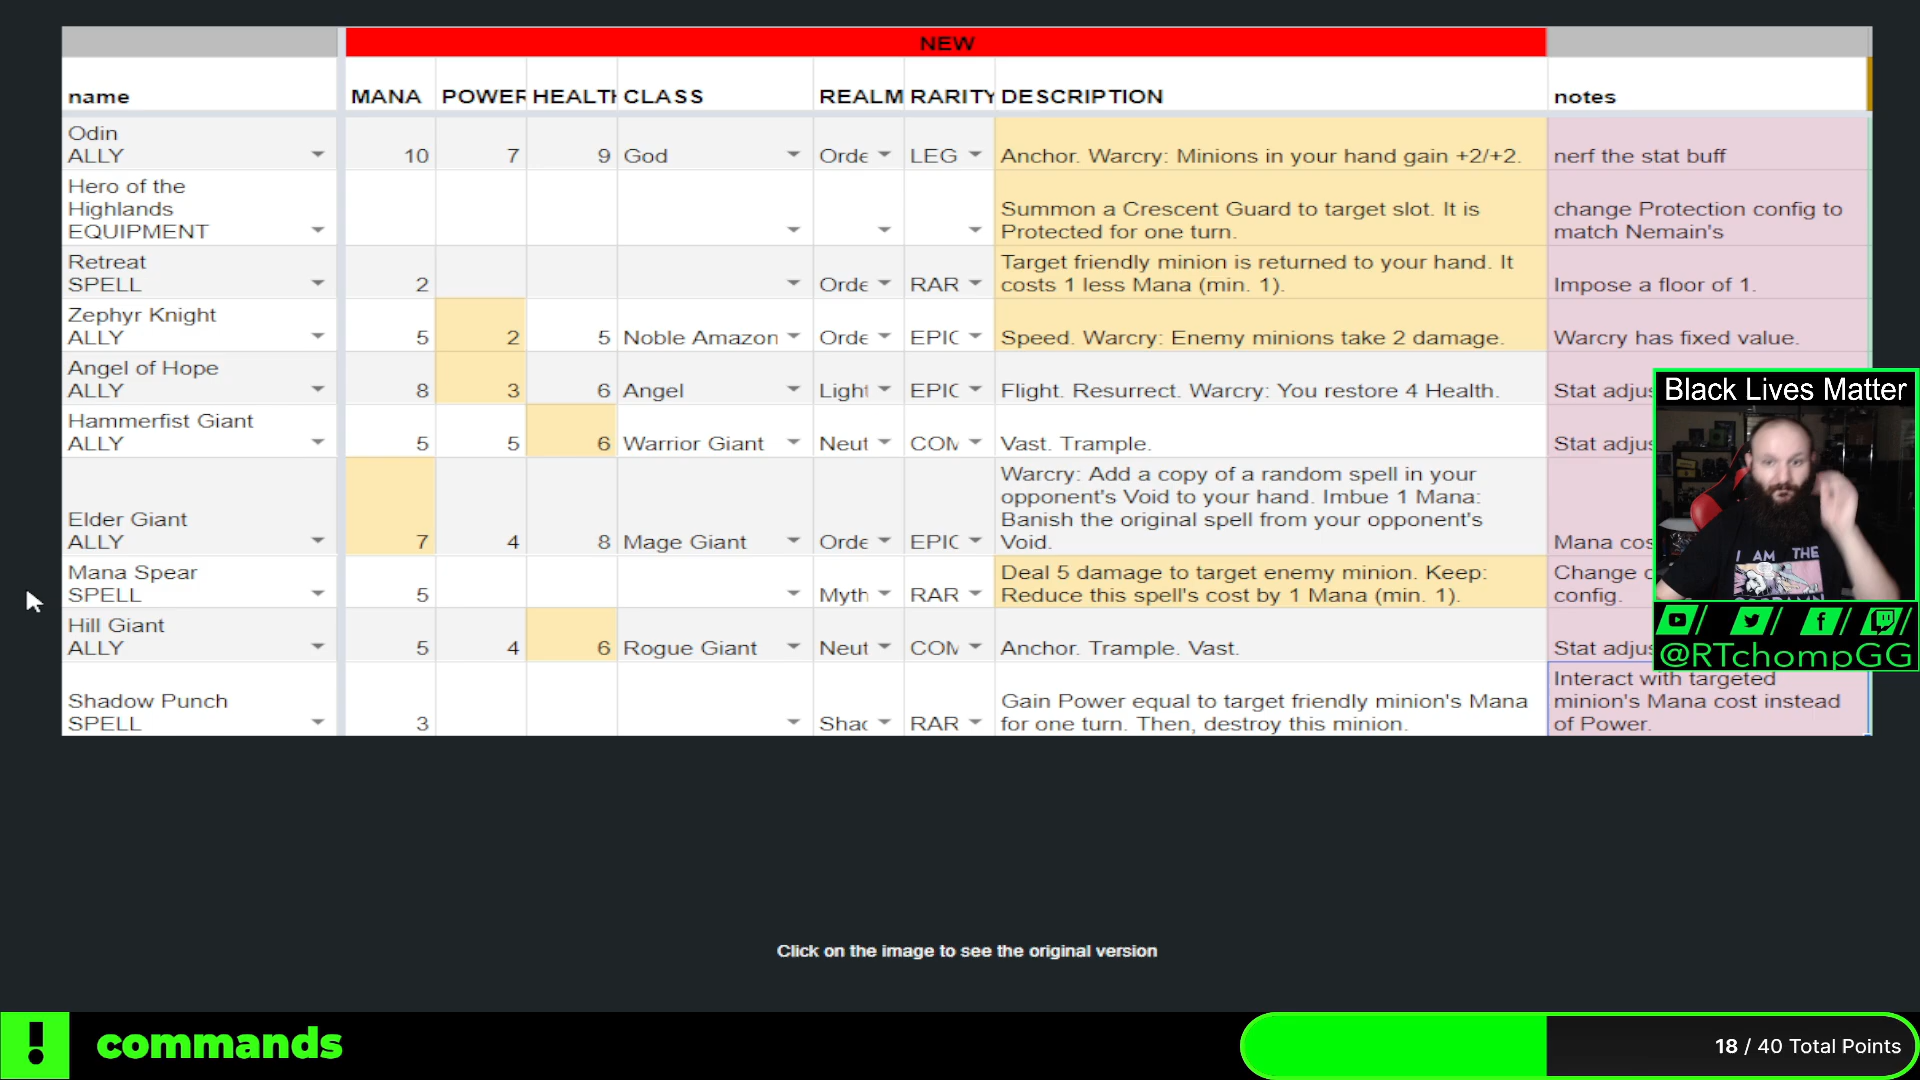 NEW
name MANA POWER HEALTH CLASS REALM RARITY DESCRIPTION notes
Odin
ALLY 10 7 9 God Orde LEG Anchor. Warcry: Minions in your hand gain +2/+2. nerf the stat buff
Hero of the
Highlands
EQUIPMENT
Summon a Crescent Guard to target slot. It is
Protected for one turn.
change Protection config to
match Nemain's
Retreat
SPELL 2 Orde RAR
Target friendly minion is returned to your hand. It
costs 1 less Mana (min. 1).
Impose a floor of 1.
Zephyr Knight
ALLY 5 2 5 Noble Amazon Orde EPIC Speed. Warcry: Enemy minions take 2 damage. Warcry has fixed value.
Angel of Hope
ALLY 8 3 6 Angel Light EPIC Flight. Resurrect. Warcry: You restore 4 Health. Stat adjus
Hammerfist Giant
ALLY 5 5 6 Warrior Giant Neut COM Vast. Trample. Stat adjus
Elder Giant
ALLY 7 4 8 Mage Giant Orde EPIC
Warcry: Add a copy of a random spell in your
opponent's Void to your hand. Imbue 1 Mana:
Banish the original spell from your opponent's
Void.
Mana cos
Mana Spear
SPELL 5 Myth RAR
Deal 5 damage to target enemy minion. Keep:
Reduce this spell's cost by 1 Mana (min. 1).
Change c
config.
Hill Giant
ALLY 5 4 6 Rogue Giant Neut COM Anchor. Trample. Vast. Stat adjus
Shadow Punch
SPELL 3 Shac RAR
Gain Power equal to target friendly minion's Mana
for one turn. Then, destroy this minion.
Interact with targeted
minion's Mana cost instead
of Power.
Black Lives Matter
I AM THE
@RTchompGG
Click on the image to see the original version
! commands
18 / 40 Total Points